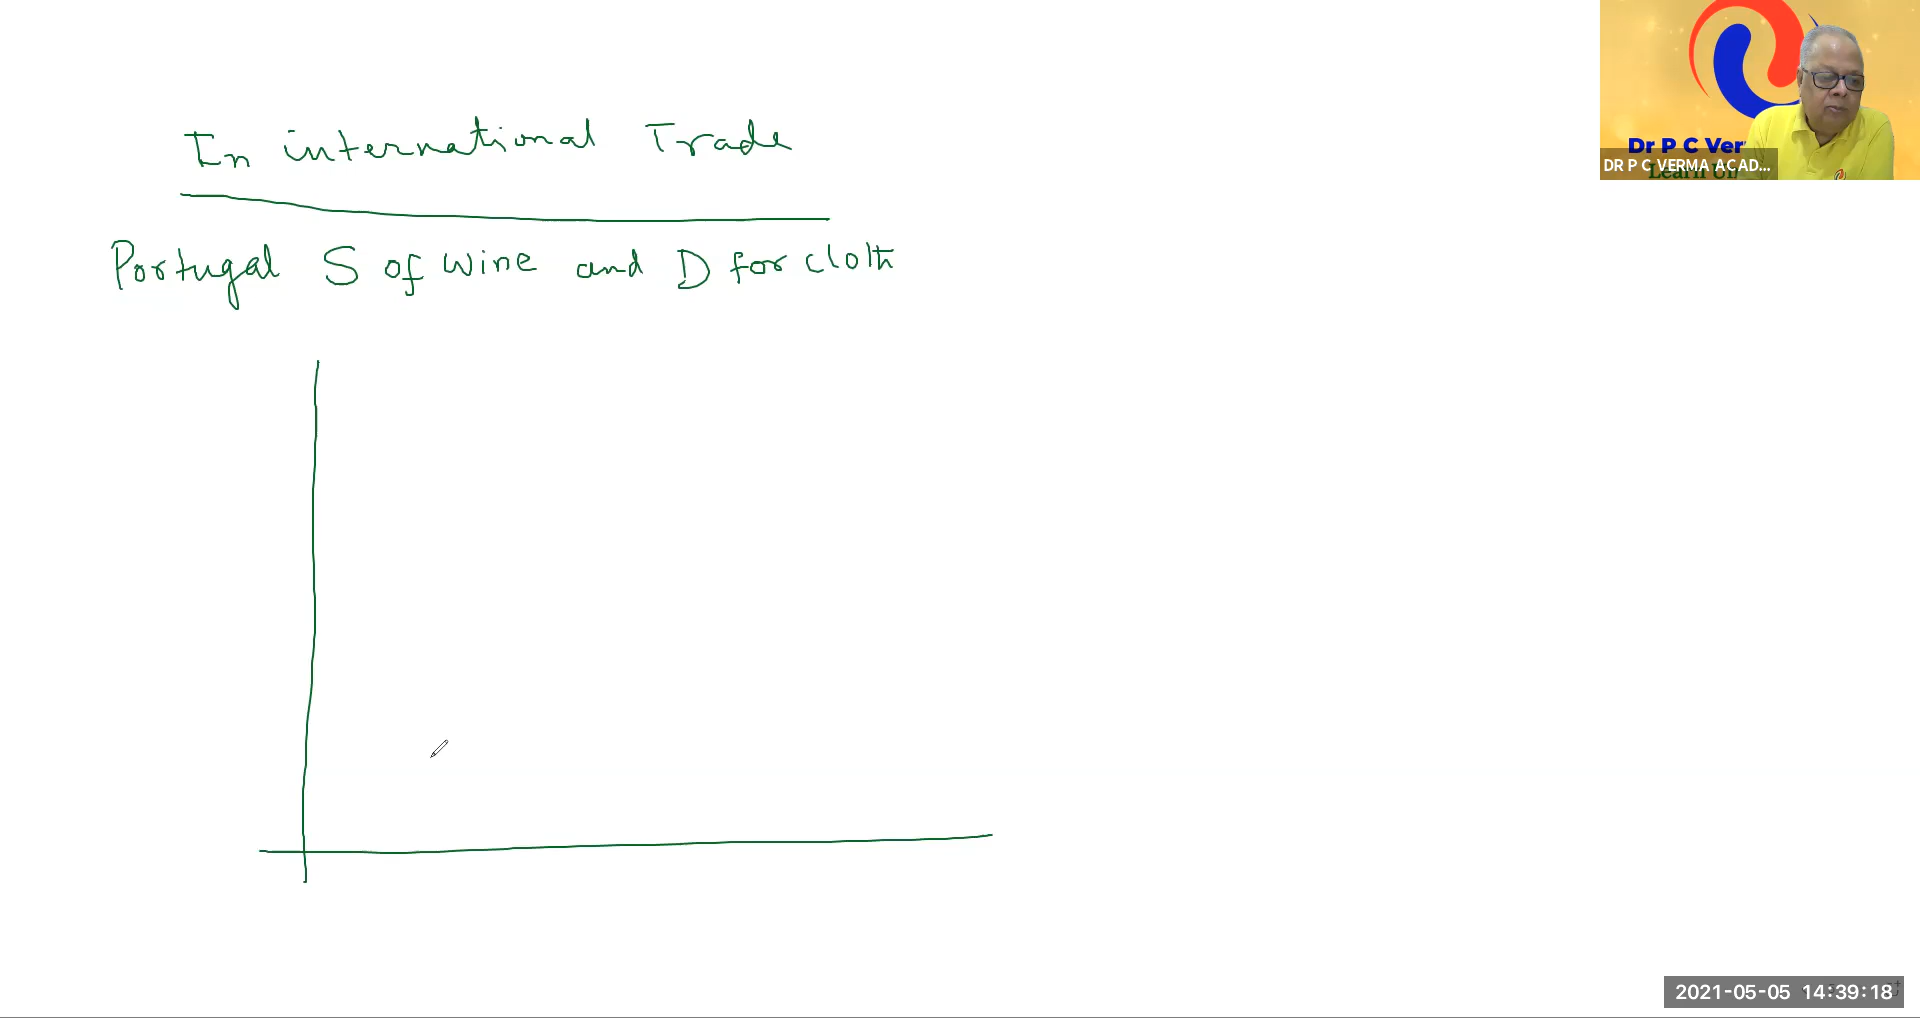 In international Trade
Portugal S of wine and D for cloth
Dr P C Ver
DR P C VERMA ACAD...
2021-05-05 14:39:18